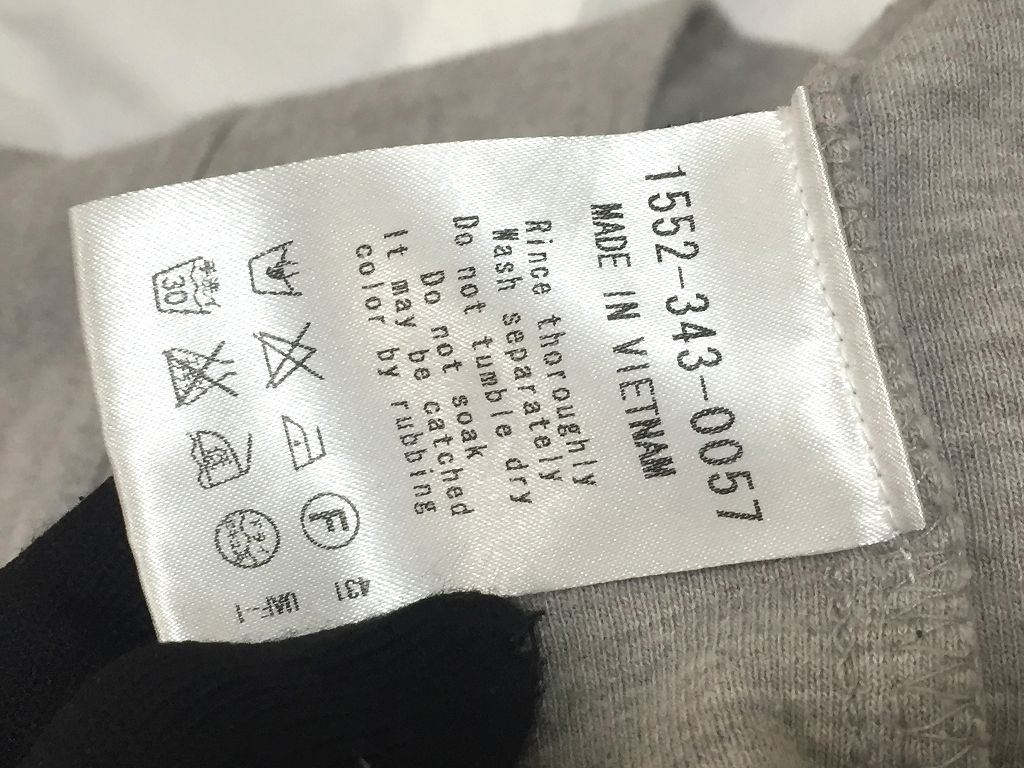 1552-343-0057
MADE IN VIETNAM
Rince thoroughly
Wash separately
Do not tumble dry
Do not soak
It may be catched
color by rubbing
F
30
431
UAF-1